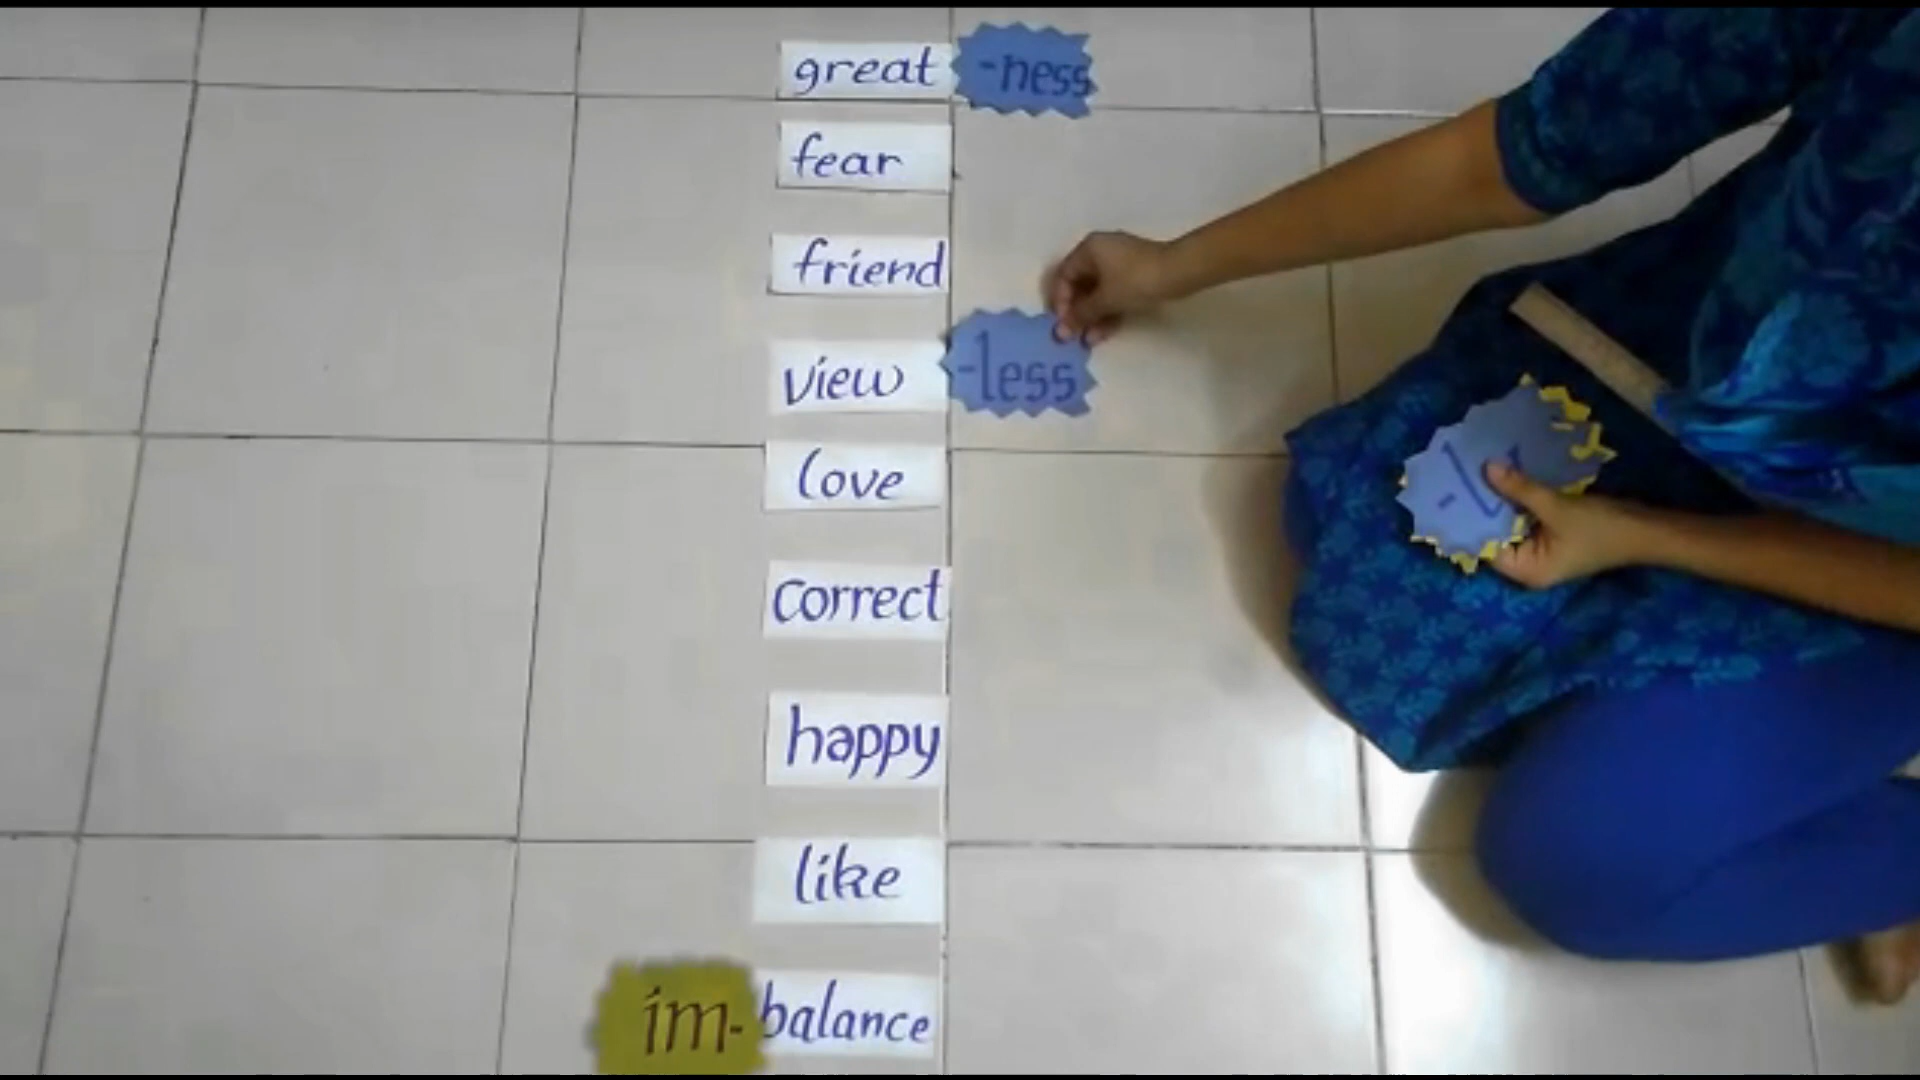 great -ness
fear
friend
view -less
love
correct
happy
like
im- balance